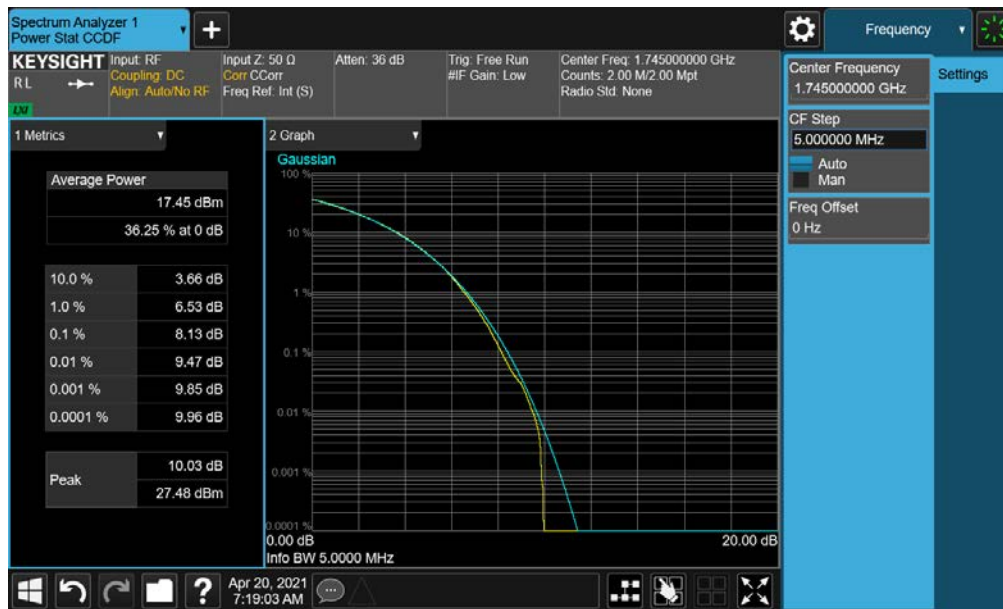 Spectrum Analyzer 1
Power Stat CCDF
Frequency
KEYSIGHT
RL
LXI
Input: RF
Coupling: DC
Align: Auto/No RF
Input Z: 50 Ω
Corr CCorr
Freq Ref: Int (S)
Atten: 36 dB
Trig: Free Run
#IF Gain: Low
Center Freq: 1.745000000 GHz
Counts: 2.00 M/2.00 Mpt
Radio Std: None
Center Frequency
1.745000000 GHz
Settings
CF Step
5.000000 MHz
Auto
Man
Freq Offset
0 Hz
1 Metrics
Average Power
17.45 dBm
36.25 % at 0 dB
10.0 % 3.66 dB
1.0 % 6.53 dB
0.1 % 8.13 dB
0.01 % 9.47 dB
0.001 % 9.85 dB
0.0001 % 9.96 dB
Peak
10.03 dB
27.48 dBm
2 Graph
Gaussian
100 %
10 %
1 %
0.1 %
0.01 %
0.001 %
0.0001 %
0.00 dB 20.00 dB
Info BW 5.0000 MHz
?
Apr 20, 2021
7:19:03 AM